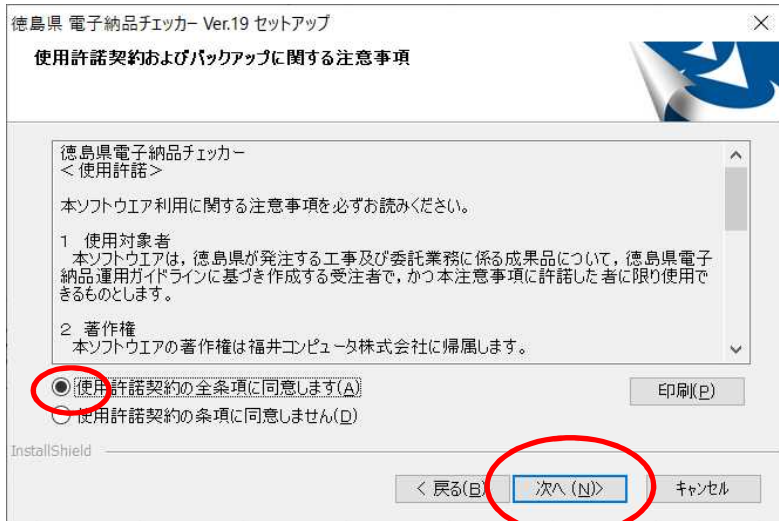 徳島県 電子納品チェッカー Ver.19 セットアップ
使用許諾契約およびバックアップに関する注意事項
徳島県電子納品チェッカー
＜使用許諾＞
本ソフトウエア利用に関する注意事項を必ずお読みください。
１　使用対象者
本ソフトウエアは，徳島県が発注する工事及び委託業務に係る成果品について，徳島県電子
納品運用ガイドラインに基づき作成する受注者で，かつ本注意事項に許諾した者に限り使用で
きるものとします。
２　著作権
本ソフトウエアの著作権は福井コンピュータ株式会社に帰属します。
使用許諾契約の全条項に同意します(A)
印刷(P)
使用許諾契約の条項に同意しません(D)
InstallShield
< 戻る(B)
次へ (N)>
キャンセル